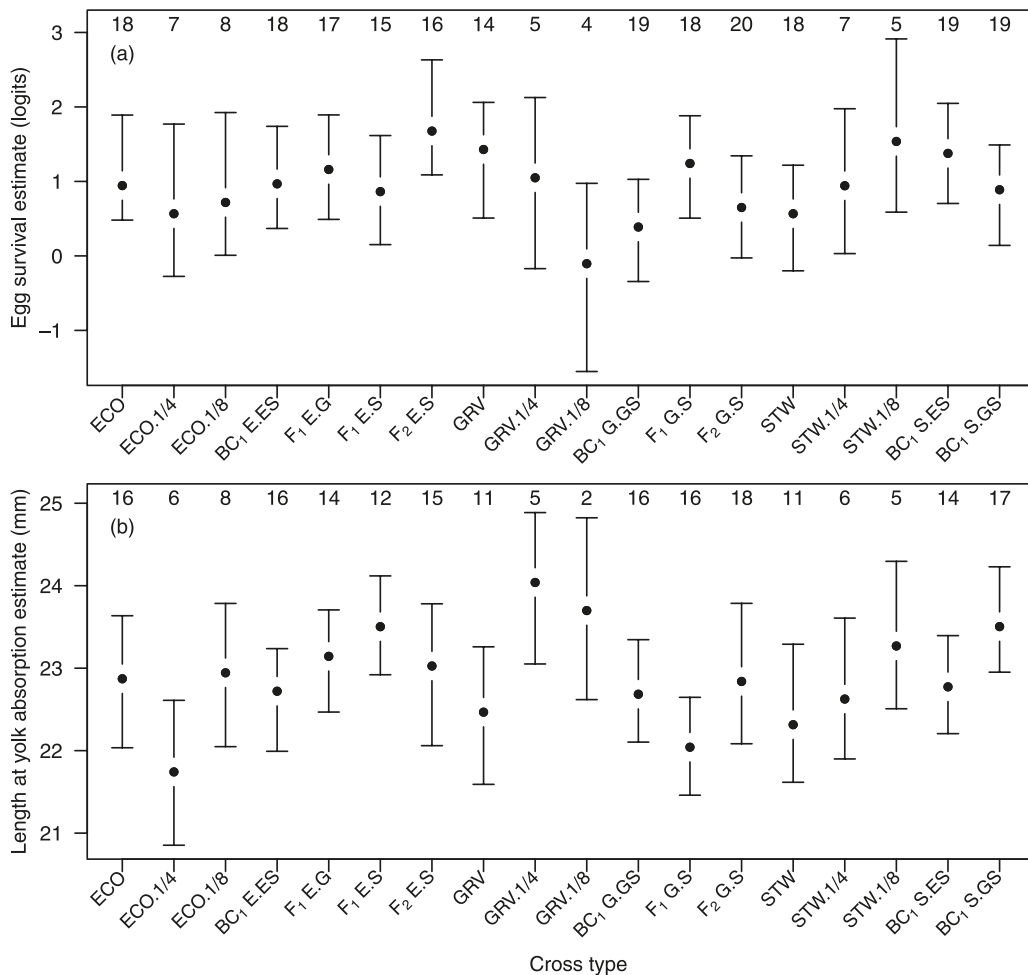 18 7 8 18 17 15 16 14 5 4 19 18 20 18 7 5 19 19
(a)
3
2
1
0
−1
Egg survival estimate (logits)
ECO ECO.1/4 ECO.1/8 BC₁ E.ES F₁ E.G F₁ E.S F₂ E.S GRV GRV.1/4 GRV.1/8 BC₁ G.GS F₁ G.S F₂ G.S STW STW.1/4 STW.1/8 BC₁ S.ES BC₁ S.GS
16 6 8 16 14 12 15 11 5 2 16 16 18 11 6 5 14 17
(b)
25
24
23
22
21
Length at yolk absorption estimate (mm)
ECO ECO.1/4 ECO.1/8 BC₁ E.ES F₁ E.G F₁ E.S F₂ E.S GRV GRV.1/4 GRV.1/8 BC₁ G.GS F₁ G.S F₂ G.S STW STW.1/4 STW.1/8 BC₁ S.ES BC₁ S.GS
Cross type